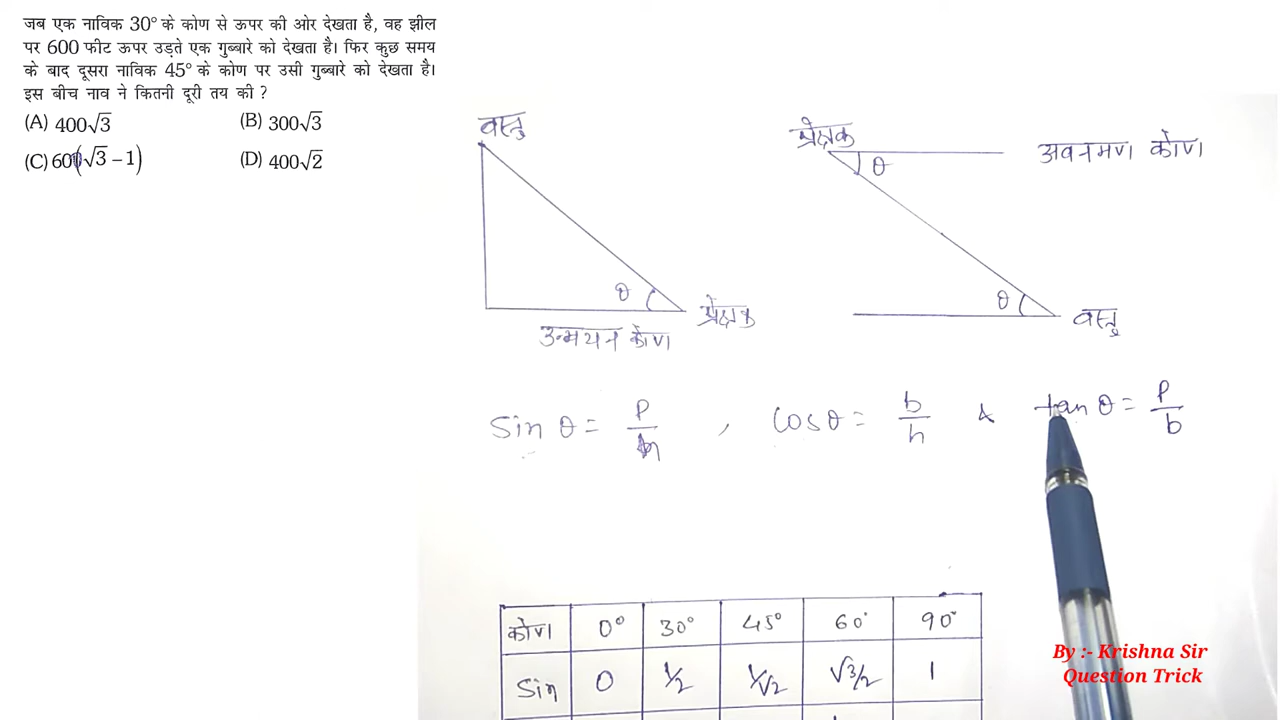 जब एक नाविक 30° के कोण से ऊपर की ओर देखता है, वह झील
पर 600 फीट ऊपर उड़ते एक गुब्बारे को देखता है। फिर कुछ समय
के बाद दूसरा नाविक 45° के कोण पर उसी गुब्बारे को देखता है।
इस बीच नाव ने कितनी दूरी तय की ?
(A) 400√3 (B) 300√3
(C) 600(√3 – 1) (D) 400√2
वस्तु
प्रेक्षक
θ अवनमण कोण
θ प्रेक्षक
θ वस्तु
उन्नयन कोण
Sin θ = P/h , Cosθ = b/h & tan θ = P/b
कोण 0° 30° 45° 60° 90°
Sin 0 1/2 1/√2 √3/2 1
By :- Krishna Sir
Question Trick